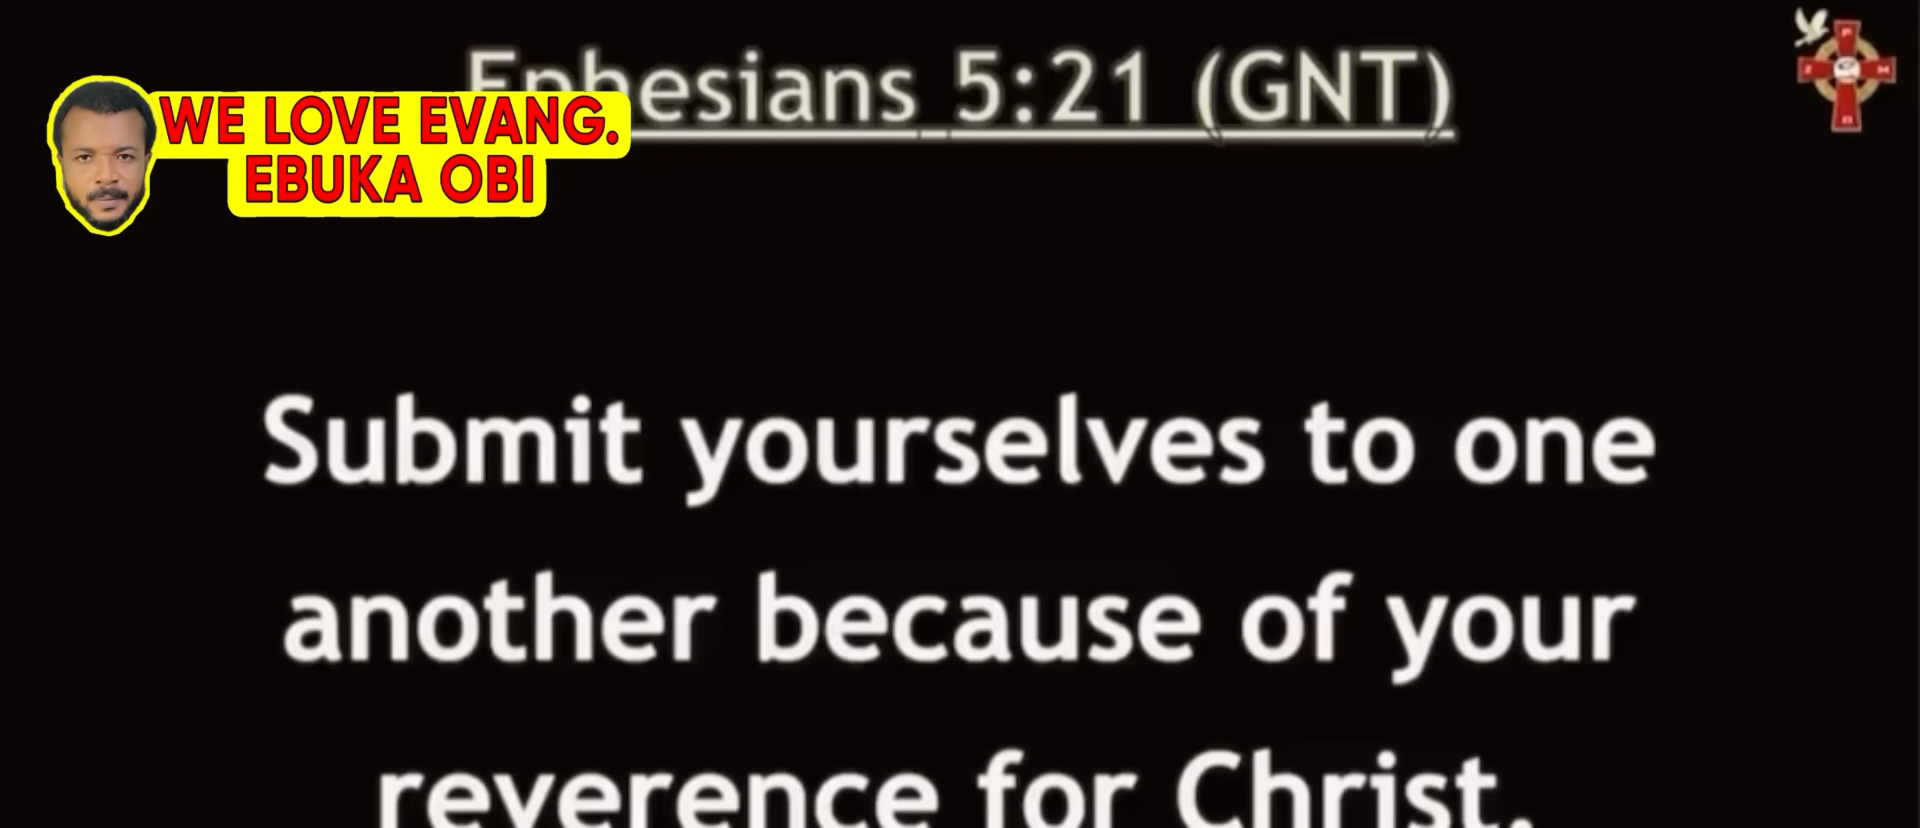 Ephesians 5:21 (GNT)
WE LOVE EVANG.
EBUKA OBI
Submit yourselves to one
another because of your
reverence for Christ.